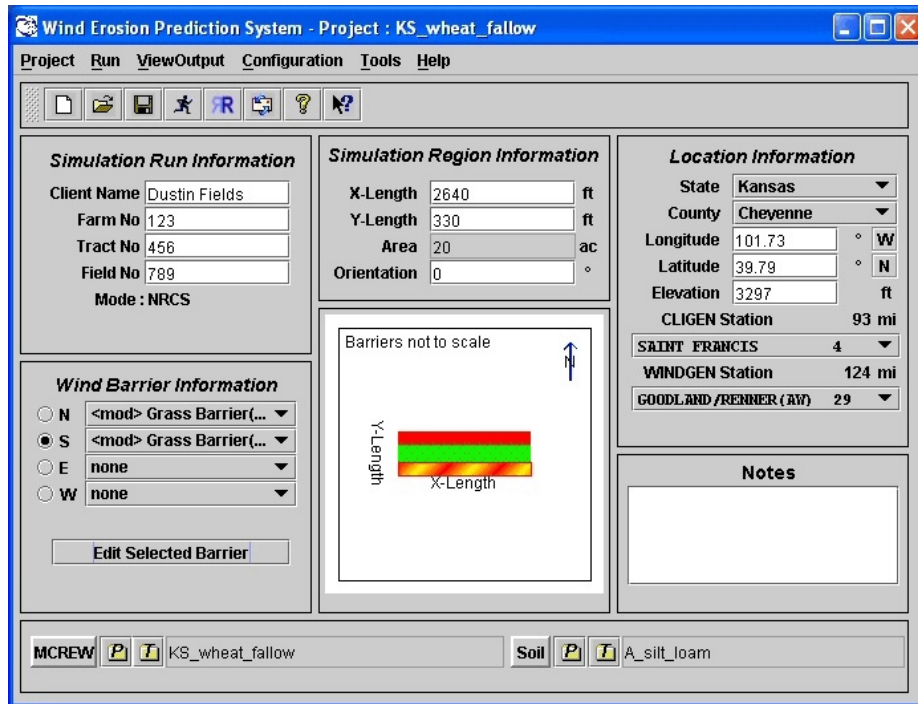 Wind Erosion Prediction System - Project : KS_wheat_fallow
Project Run ViewOutput Configuration Tools Help
R R ? ?
Simulation Run Information
Client Name Dustin Fields
Farm No 123
Tract No 456
Field No 789
Mode : NRCS
Wind Barrier Information
N <mod> Grass Barrier(...
S <mod> Grass Barrier(...
E none
W none
Edit Selected Barrier
Simulation Region Information
X-Length 2640 ft
Y-Length 330 ft
Area 20 ac
Orientation 0 °
Barriers not to scale
N
Y-Length
X-Length
Location Information
State Kansas
County Cheyenne
Longitude 101.73 ° W
Latitude 39.79 ° N
Elevation 3297 ft
CLIGEN Station 93 mi
SAINT FRANCIS 4
WINDGEN Station 124 mi
GOODLAND/RENNER(AW) 29
Notes
MCREW P T KS_wheat_fallow Soil P T A_silt_loam